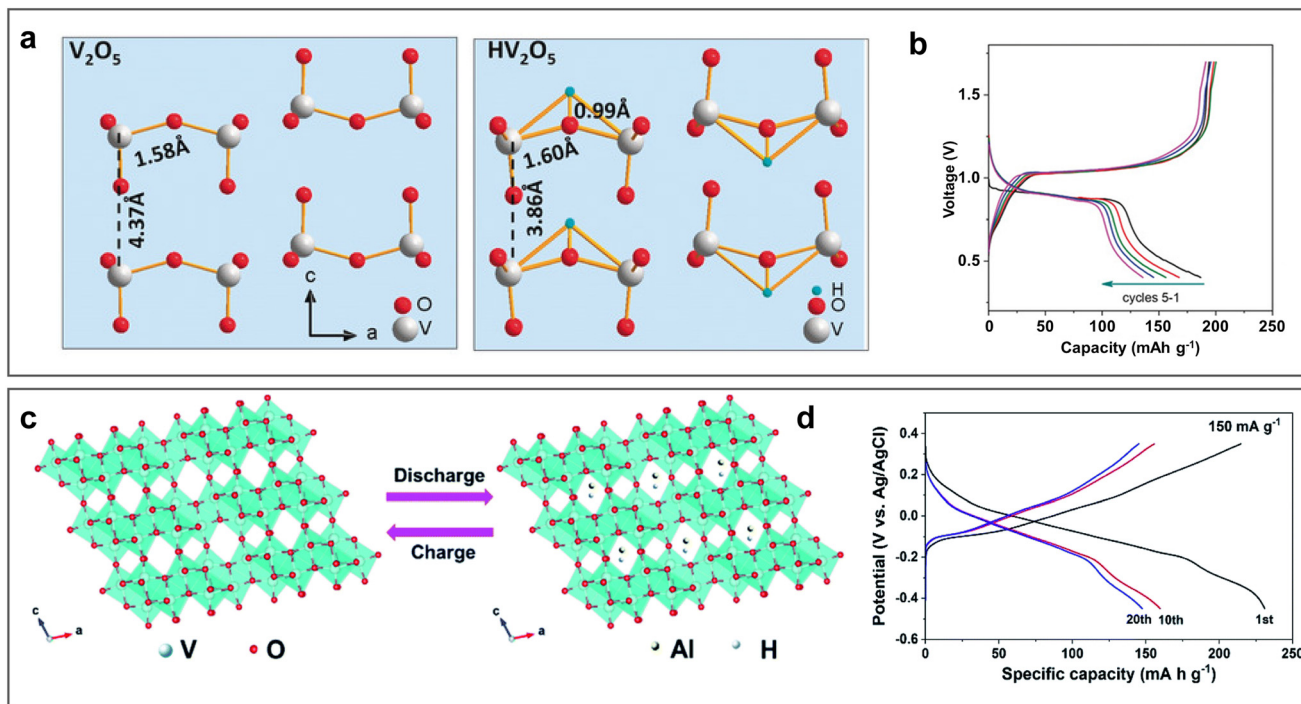 a
V₂O₅
1.58Å
4.37Å
c
a
O
V
HV₂O₅
0.99Å
1.60Å
3.86Å
H
O
V
b
Voltage (V)
1.5
1.0
0.5
cycles 5-1
0 50 100 150 200 250
Capacity (mAh g⁻¹)
c
Discharge
Charge
c
a
V O
c
a
Al H
d
Potential (V vs. Ag/AgCl)
0.4
0.2
0.0
-0.2
-0.4
-0.6
150 mA g⁻¹
20th 10th 1st
0 50 100 150 200
Specific capacity (mA h g⁻¹)